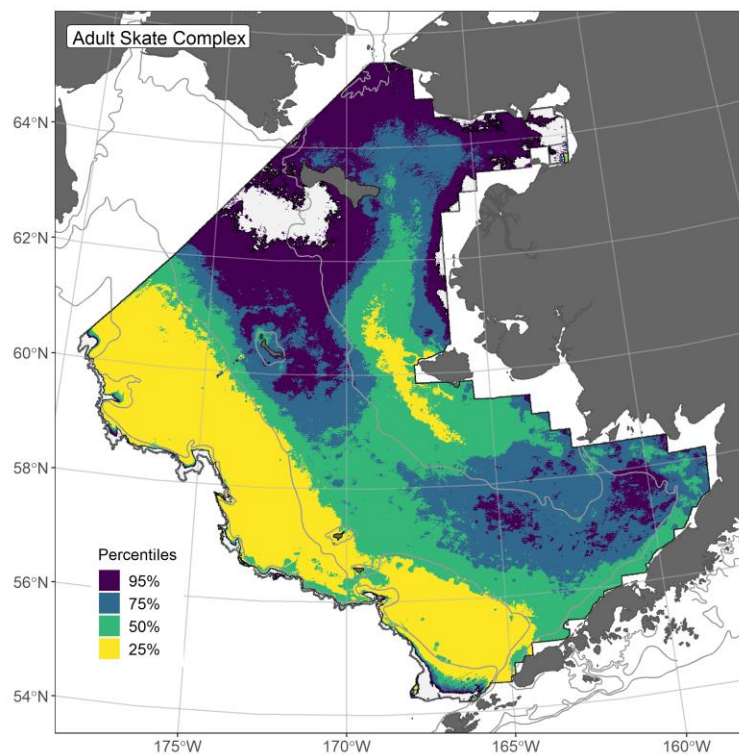 Adult Skate Complex
64°N
62°N
60°N
58°N
56°N
54°N
Percentiles
95%
75%
50%
25%
175°W
170°W
165°W
160°W